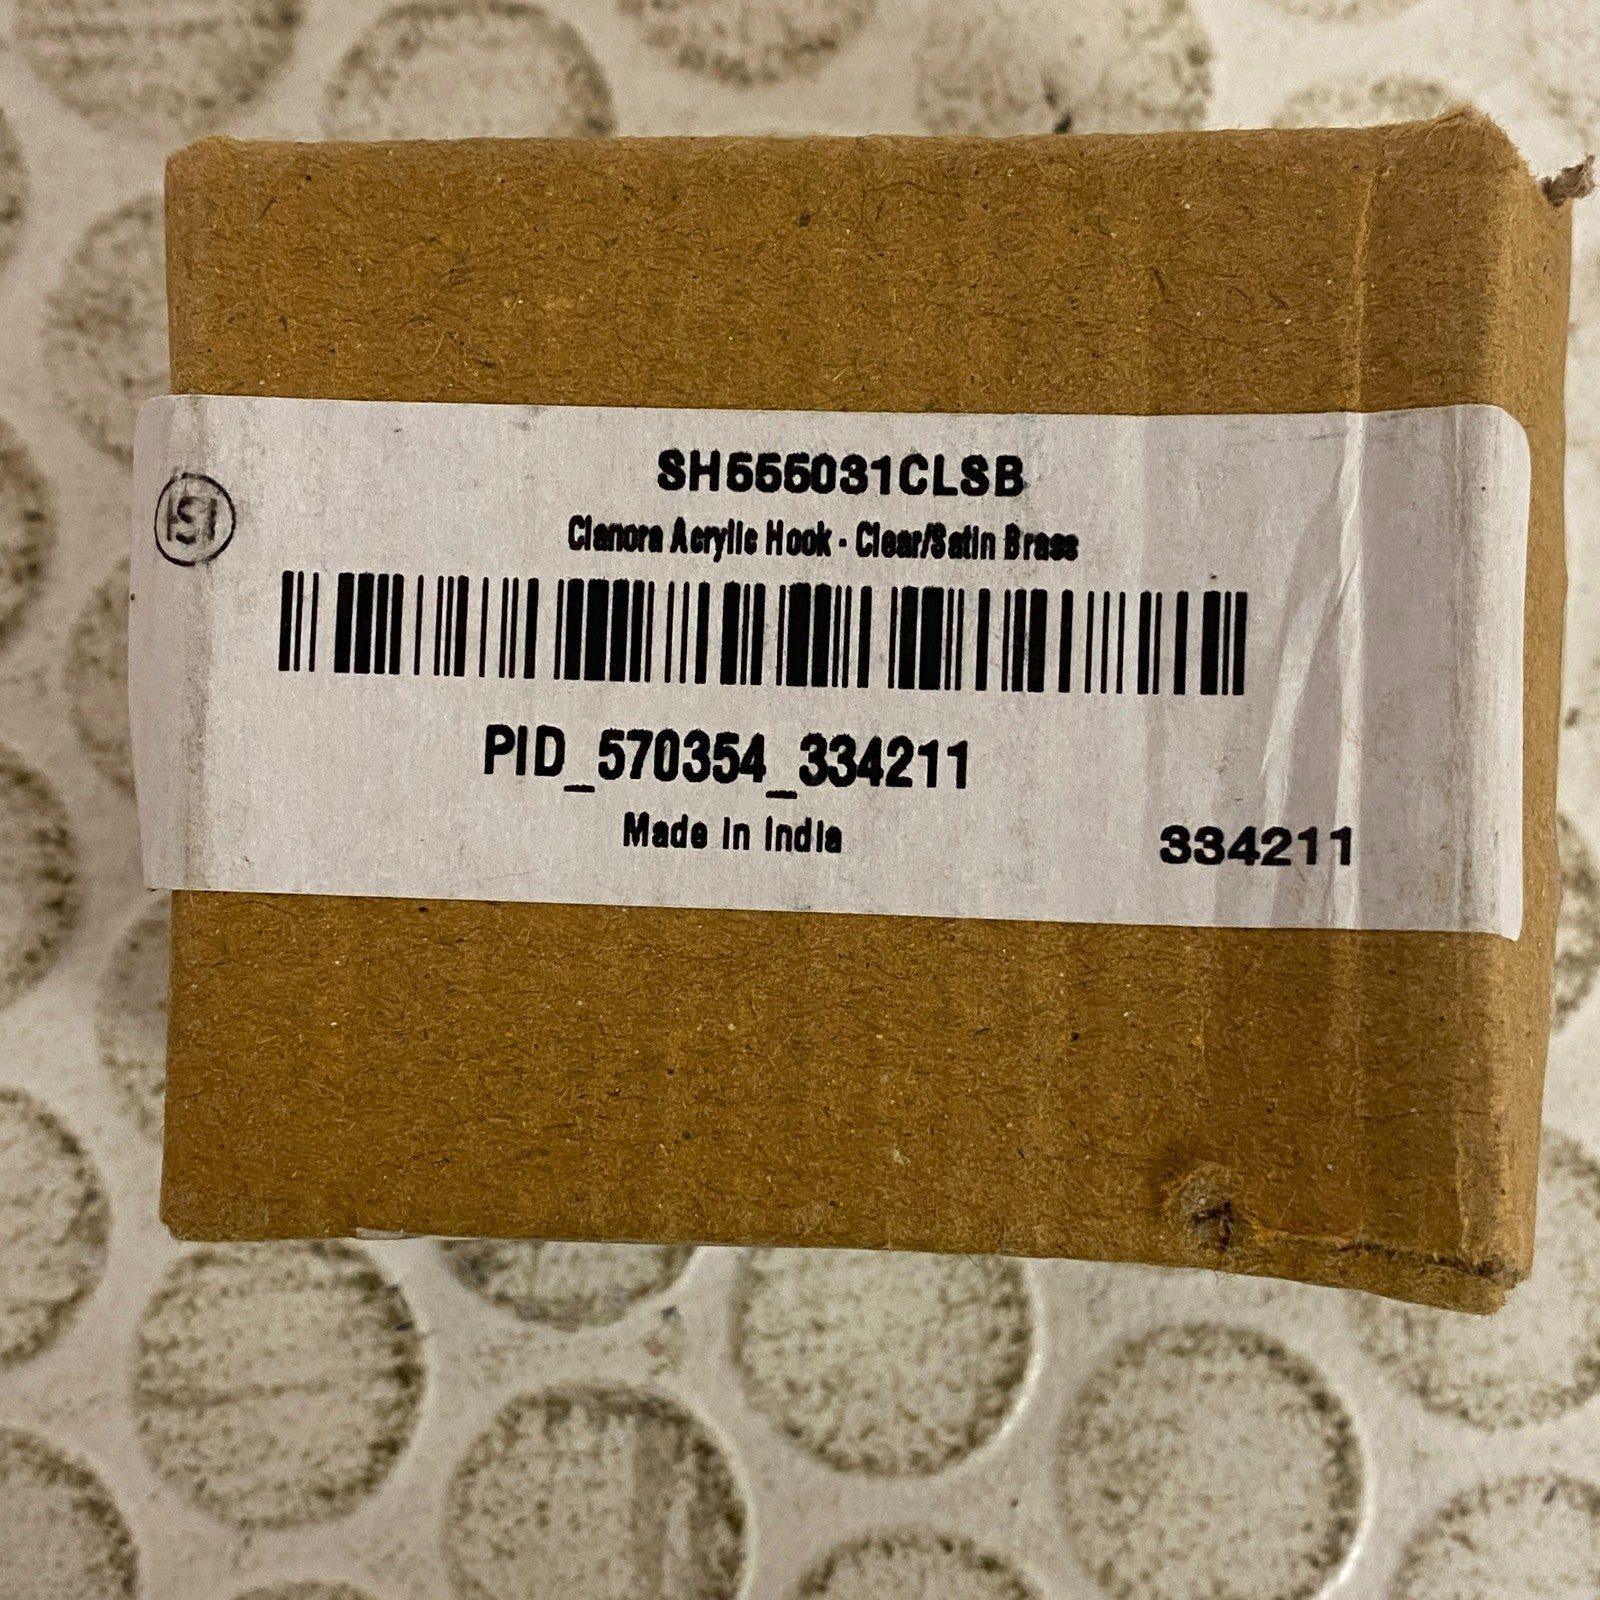 SH555031CLSB
Clanora Acrylic Hook - Clear/Satin Brass
PID_570354_334211
Made in India
334211